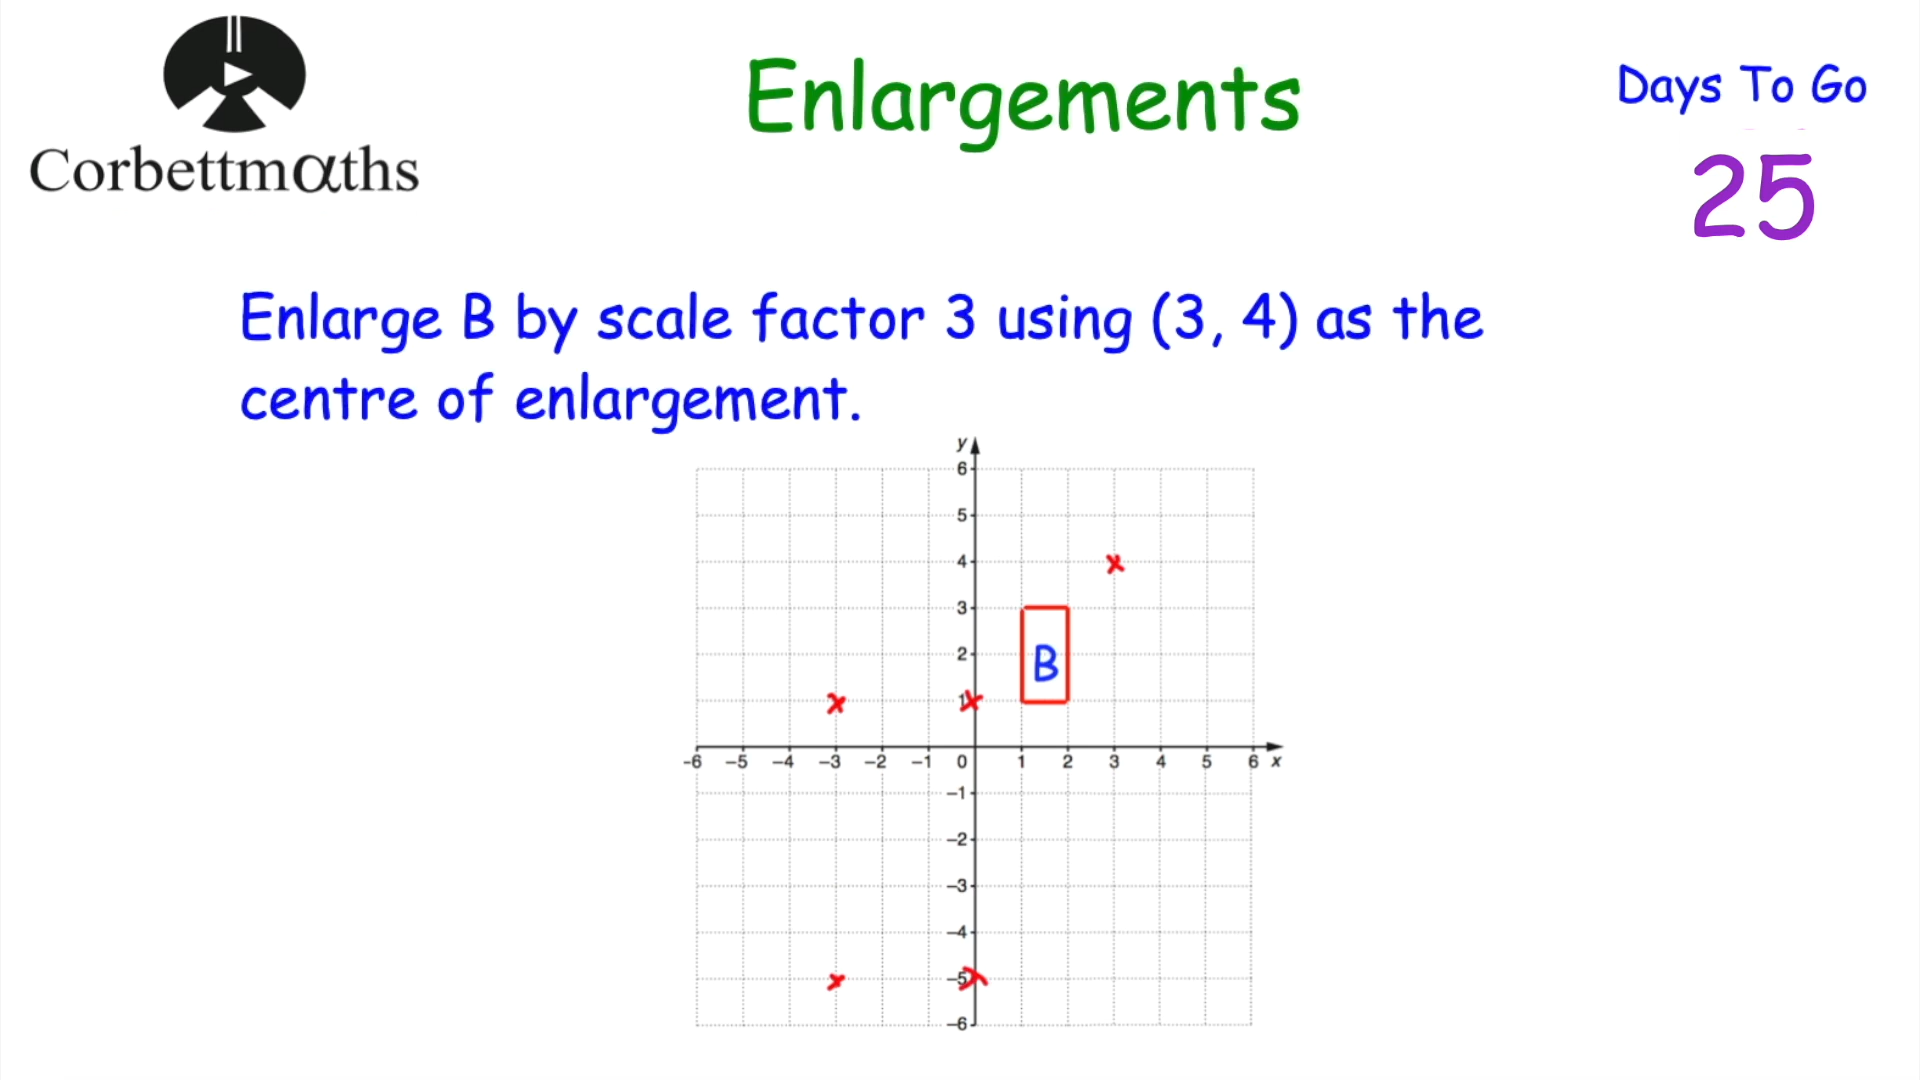 Corbettmαths
Enlargements
Days To Go
25
Enlarge B by scale factor 3 using (3, 4) as the
centre of enlargement.
y
6
5
4
3
2
B
1
-6 –5 –4 –3 –2 –1 0 1 2 3 4 5 6 x
–1
–2
–3
–4
–5
–6